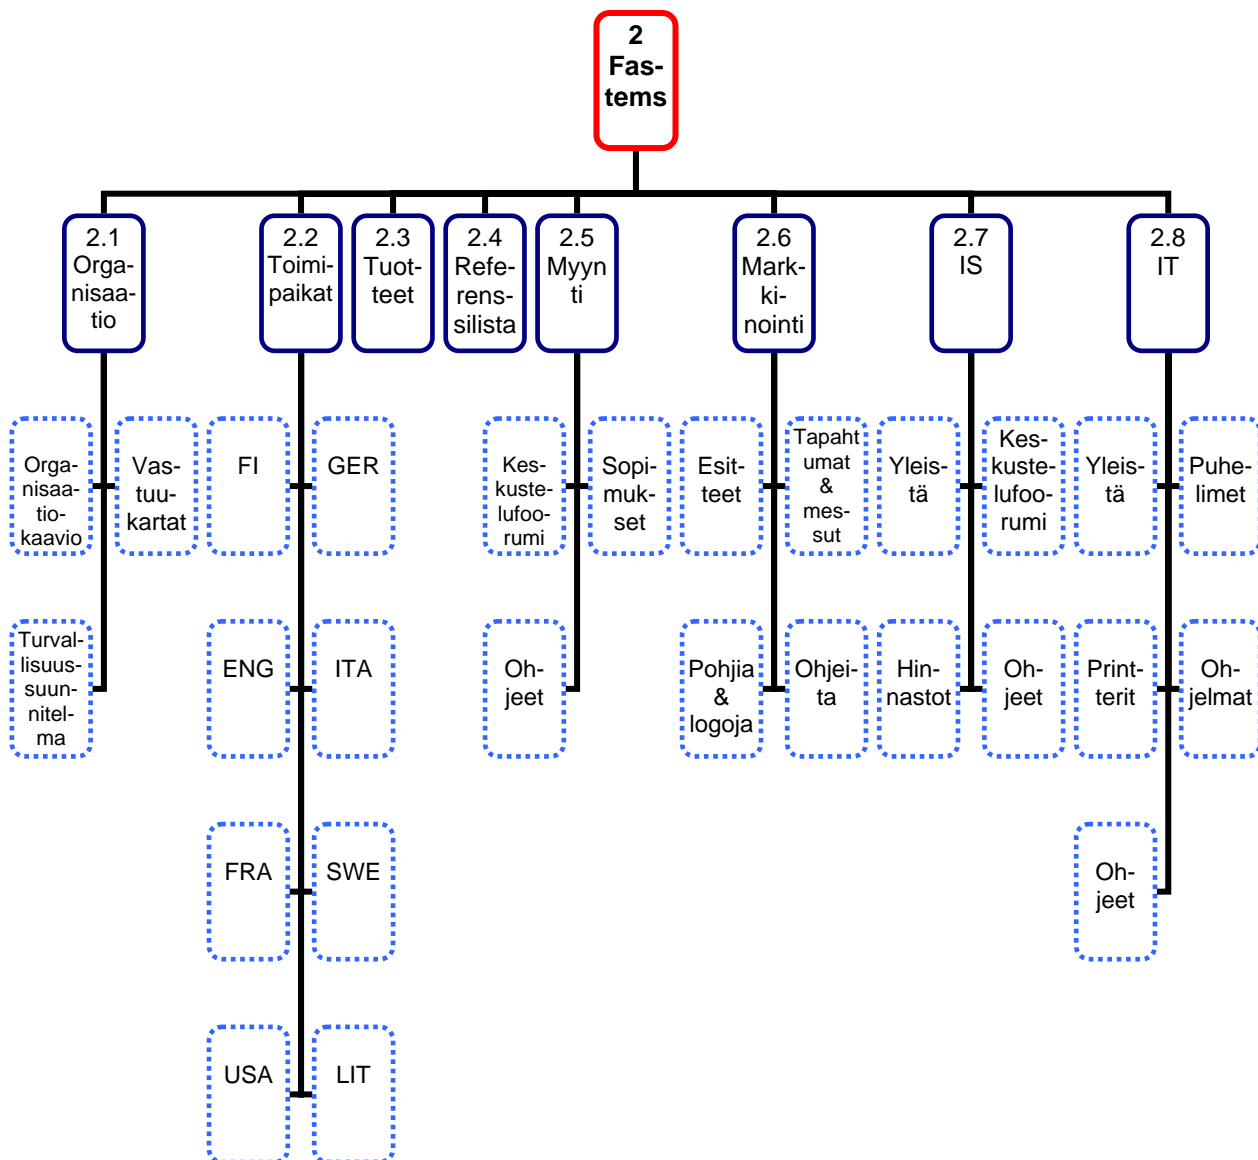 2
Fas-
tems
2.1
Orga-
nisaa-
tio
2.2
Toimi-
paikat
2.3
Tuot-
teet
2.4
Refe-
renss-
silista
2.5
Myyn
ti
2.6
Mark-
ki-
nointi
2.7
IS
2.8
IT
Orga-
nisaa-
tio-
kaavio
Vas-
tuu-
kartat
FI
GER
Kes-
kuste-
lufoo-
rumi
Sopi-
muk-
set
Esit-
teet
Tapaht
umat
&
mes-
sut
Yleis-
tä
Kes-
kuste-
lufoo-
rumi
Yleis-
tä
Puhe-
limet
Turval-
lisuus-
suun-
nitel-
ma
ENG
ITA
Oh-
jeet
Pohjia
&
logoja
Ohjei-
ta
Hin-
nastot
Oh-
jeet
Print-
terit
Oh-
jelmat
FRA
SWE
Oh-
jeet
USA
LIT